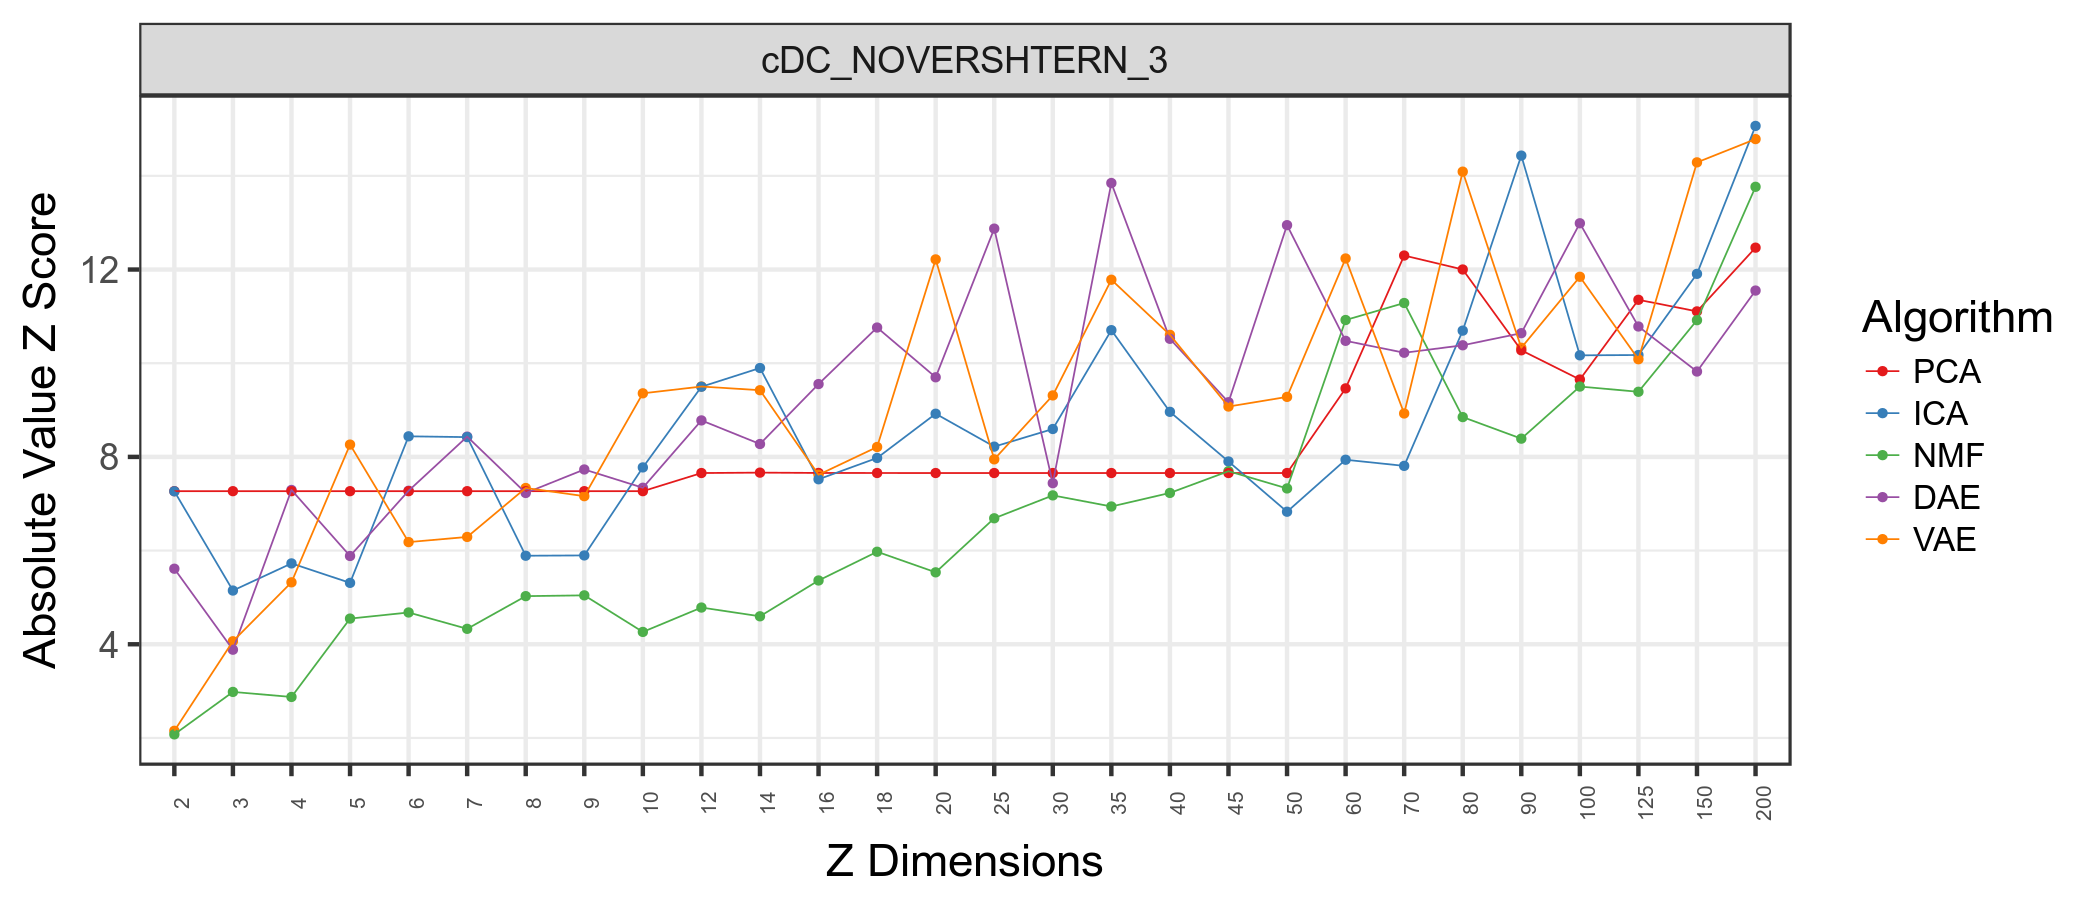 cDC_NOVERSHTERN_3
Absolute Value Z Score
12
8
4
2 3 4 5 6 7 8 9 10 12 14 16 18 20 25 30 35 40 45 50 60 70 80 90 100 125 150 200
Z Dimensions
Algorithm
PCA
ICA
NMF
DAE
VAE